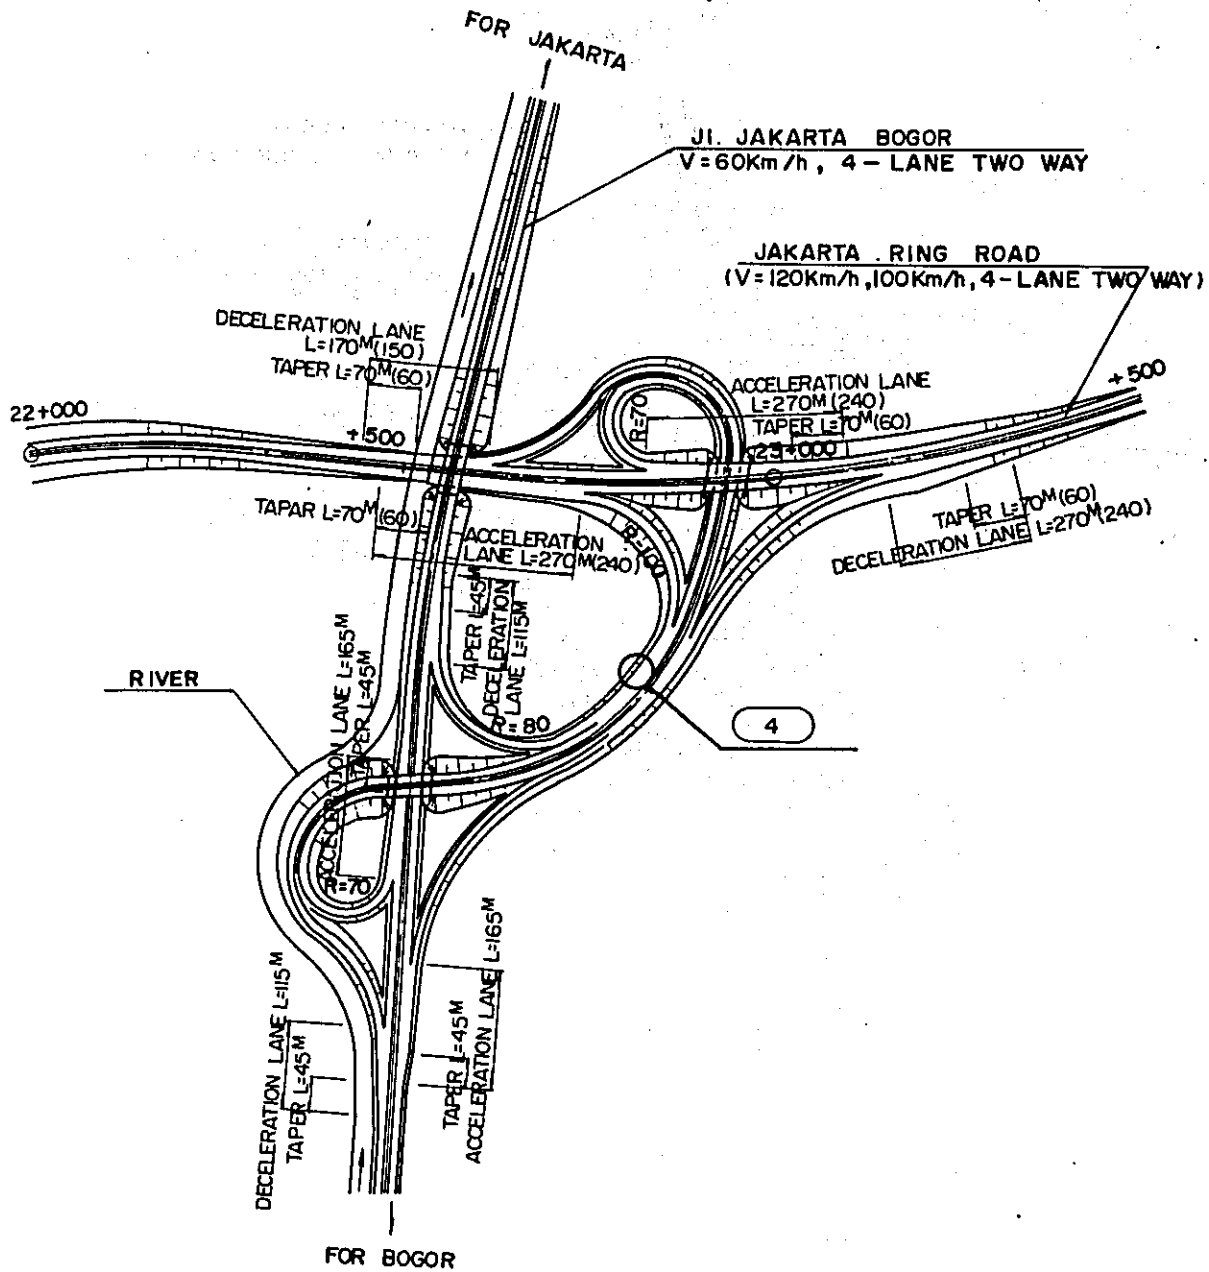 FOR JAKARTA
JI. JAKARTA BOGOR
V=60Km/h, 4-LANE TWO WAY
JAKARTA RING ROAD
(V=120Km/h,100Km/h,4-LANE TWO WAY)
DECELERATION LANE
L=170M(150)
TAPER L=70M(60)
ACCELERATION LANE
L=270M(240)
TAPER L=70M(60)
+500
22+000
+500
R=70
23+000
TAPAR L=70M(60)
ACCELERATION
LANE L=270M(240)
R=100
TAPER L=70M(60)
DECELERATION LANE L=270M(240)
TAPER L=45M
DECELERATION
LANE L=115M
ACCELERATION LANE L=165M
TAPER L=45M
RIVER
R=80
4
R=70
DECELERATION LANE L=115M
TAPER L=45M
TAPER L=45M
ACCELERATION LANE L=165M
FOR BOGOR